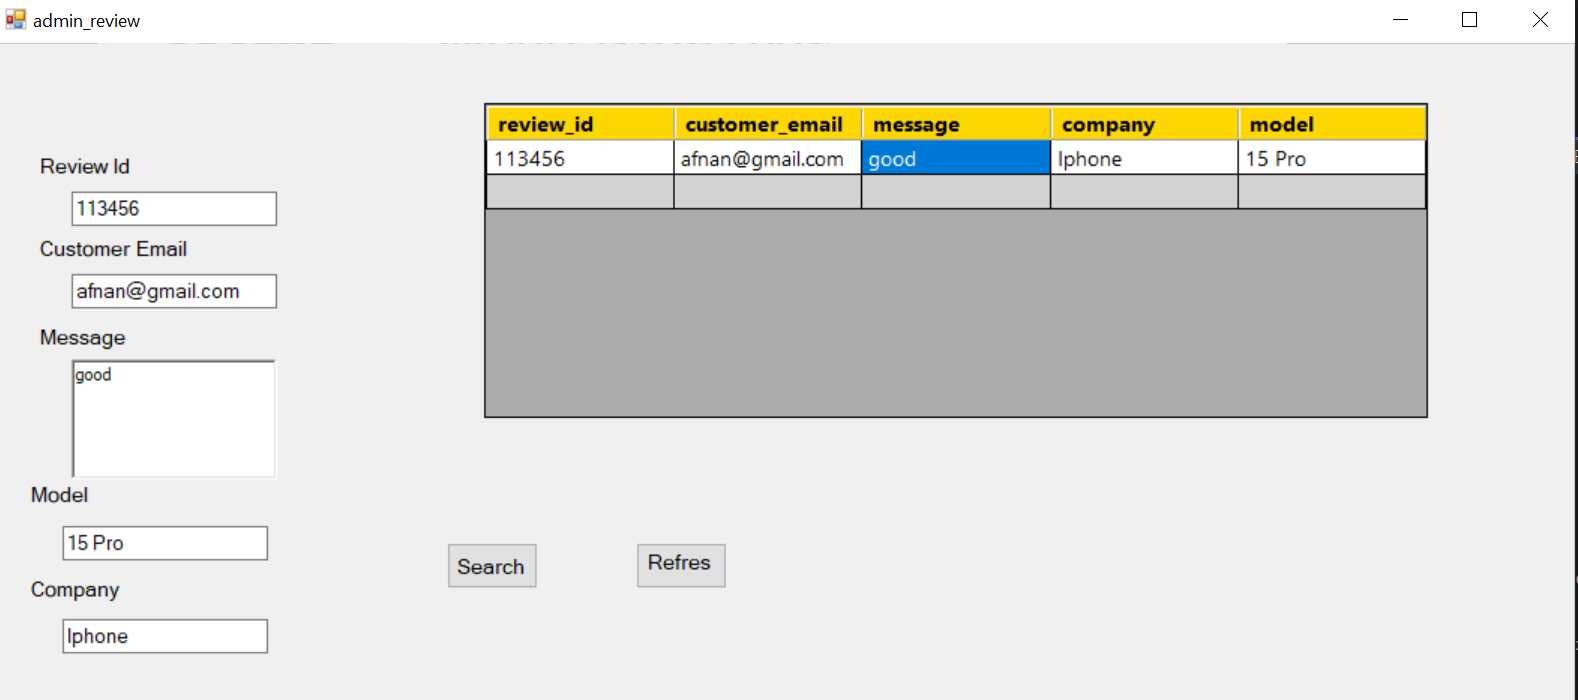 admin_review
Review Id
113456
Customer Email
afnan@gmail.com
Message
good
Model
15 Pro
Company
Iphone
review_id customer_email message company model
113456 afnan@gmail.com good Iphone 15 Pro
Search
Refres